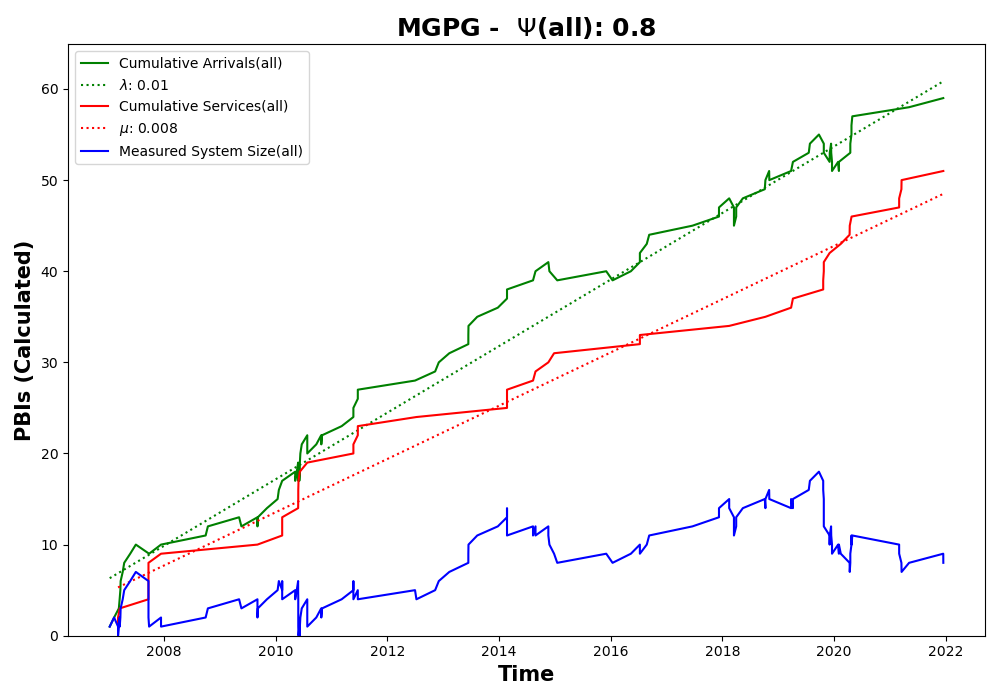 MGPG - Ψ(all): 0.8
Cumulative Arrivals(all)
λ: 0.01
Cumulative Services(all)
μ: 0.008
Measured System Size(all)
PBIs (Calculated)
60
50
40
30
20
10
0
2008 2010 2012 2014 2016 2018 2020 2022
Time